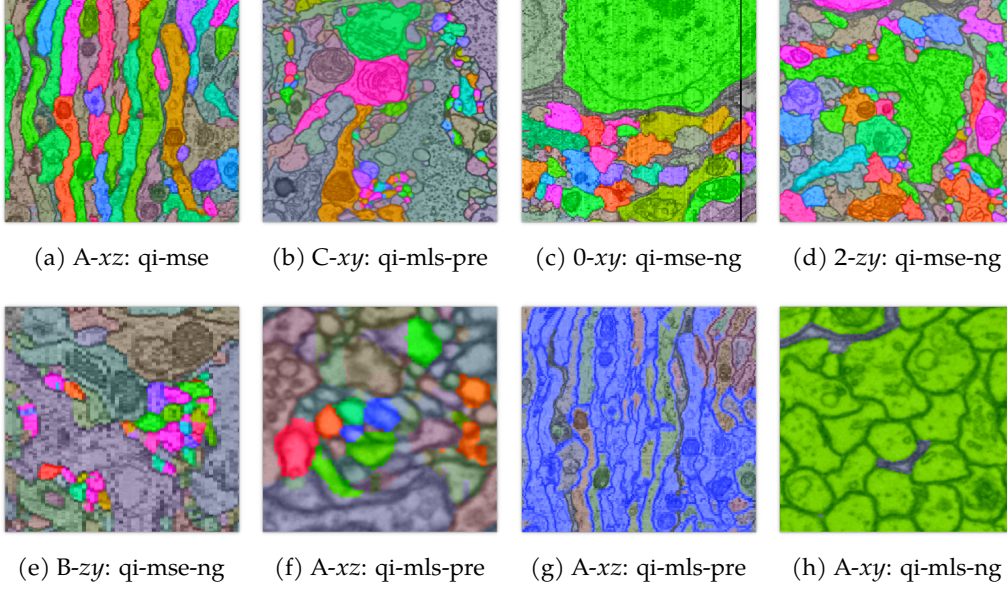 (a) A-xz: qi-mse
(b) C-xy: qi-mls-pre
(c) 0-xy: qi-mse-ng
(d) 2-zy: qi-mse-ng
(e) B-zy: qi-mse-ng
(f) A-xz: qi-mls-pre
(g) A-xz: qi-mls-pre
(h) A-xy: qi-mls-ng